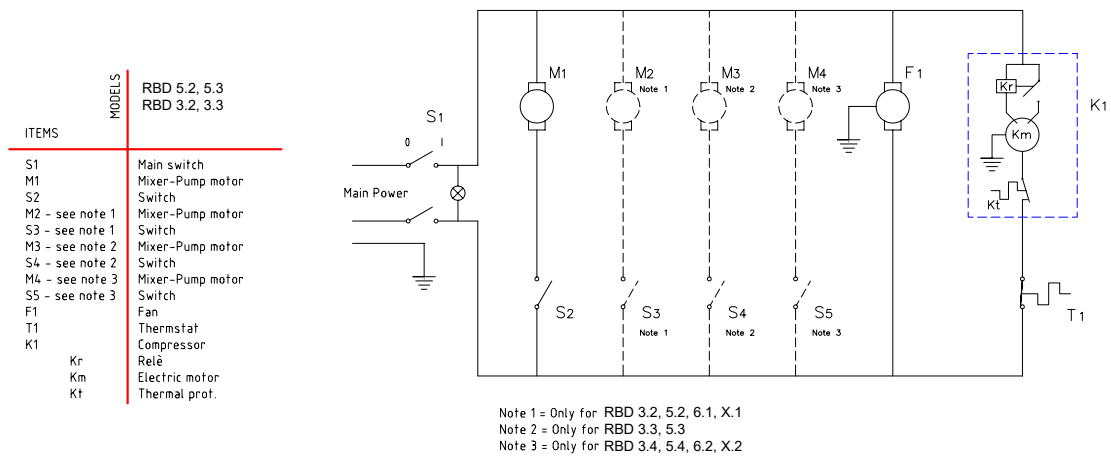 MODELS
RBD 5.2, 5.3
RBD 3.2, 3.3
ITEMS
S1 Main switch
M1 Mixer-Pump motor
S2 Switch
M2 - see note 1 Mixer-Pump motor
S3 - see note 1 Switch
M3 - see note 2 Mixer-Pump motor
S4 - see note 2 Switch
M4 - see note 3 Mixer-Pump motor
S5 - see note 3 Switch
F1 Fan
T1 Thermstat
K1 Compressor
Kr Relè
Km Electric motor
Kt Thermal prot.
S1
0 I
Main Power
M1
M2
Note 1
M3
Note 2
M4
Note 3
F1
Kr
K1
Km
Kt
S2
S3
Note 1
S4
Note 2
S5
Note 3
T1
Note 1 = Only for RBD 3.2, 5.2, 6.1, X.1
Note 2 = Only for RBD 3.3, 5.3
Note 3 = Only for RBD 3.4, 5.4, 6.2, X.2